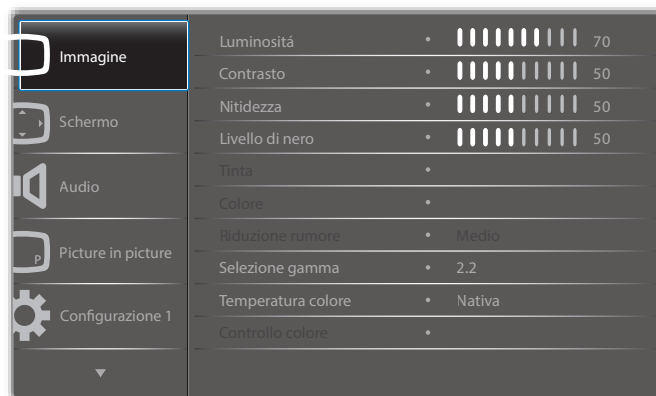 Immagine
Schermo
Audio
P
Picture in picture
Configurazione 1
Luminositá • 70
Contrasto • 50
Nitidezza • 50
Livello di nero • 50
Tinta •
Colore •
Riduzione rumore • Medio
Selezione gamma • 2.2
Temperatura colore • Nativa
Controllo colore •